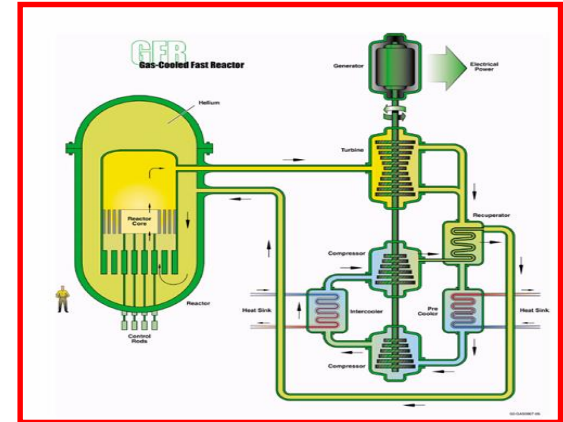 GFR
Gas-Cooled Fast Reactor
Generator
Electrical
Power
Helium
Turbine
Recuperator
Reactor
Core
Compressor
Reactor
Heat Sink
Intercooler
Pre
Cooler
Heat Sink
Control
Rods
Compressor